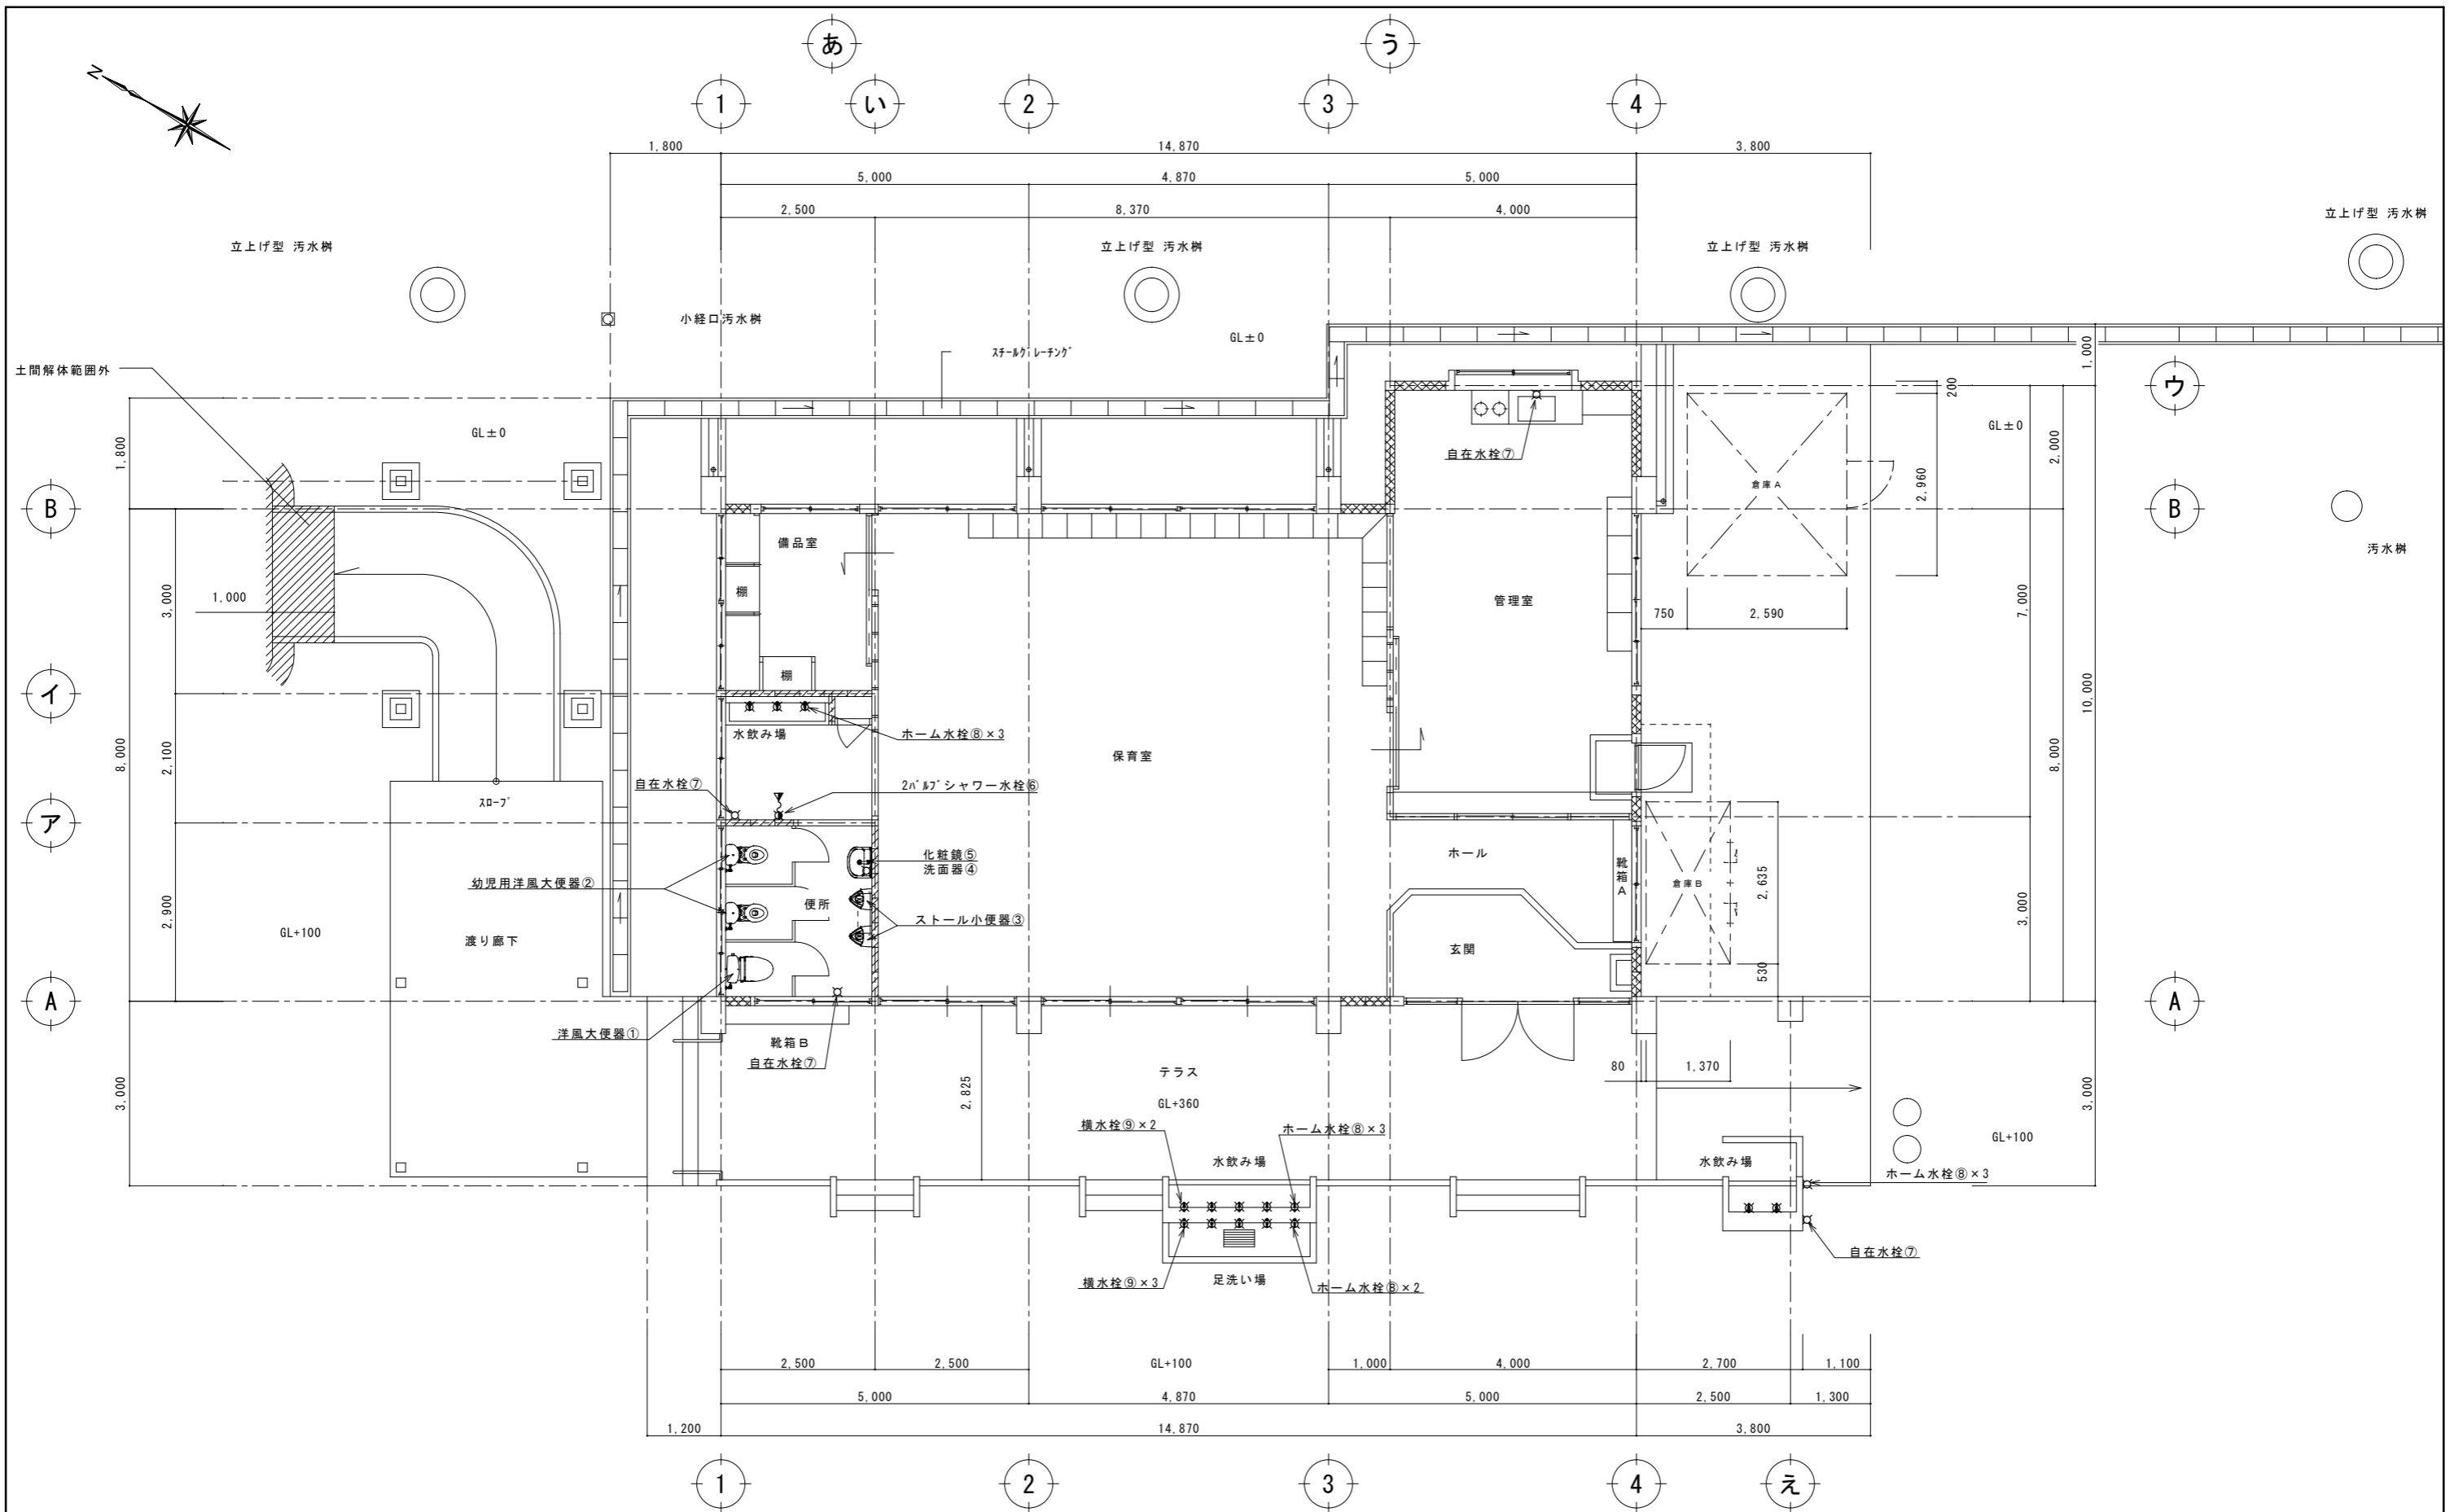 あ
う
N
1
い
2
3
4
1,800
14,870
3,800
5,000
4,870
5,000
2,500
8,370
4,000
立上げ型 汚水桝
立上げ型 汚水桝
立上げ型 汚水桝
立上げ型 汚水桝
小経口汚水桝
GL±0
スチールグレーチング
土間解体範囲外
1,000
ウ
200
GL±0
GL±0
1,800
自在水栓⑦
2,000
倉庫A
2,960
B
B
備品室
汚水桝
棚
1,000
3,000
管理室
750
2,590
7,000
棚
イ
10,000
水飲み場
ホーム水栓⑧×3
保育室
2,100
8,000
8,000
自在水栓⑦
2バルブシャワー水栓⑥
スロープ
ア
化粧鏡⑤
洗面器④
ホール
靴箱A
幼児用洋風大便器②
倉庫B
2,635
便所
ストール小便器③
2,900
GL+100
渡り廊下
3,000
玄関
530
A
A
洋風大便器①
靴箱B
自在水栓⑦
テラス
80
1,370
2,825
3,000
3,000
GL+360
横水栓⑨×2
ホーム水栓⑧×3
GL+100
水飲み場
水飲み場
ホーム水栓⑧×3
自在水栓⑦
横水栓⑨×3
足洗い場
ホーム水栓⑧×2
2,500
2,500
GL+100
1,000
4,000
2,700
1,100
5,000
4,870
5,000
2,500
1,300
1,200
14,870
3,800
1
2
3
4
え